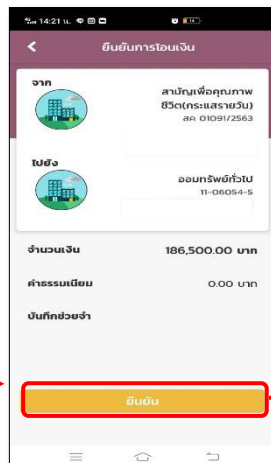 14:21 น.
ยืนยันการโอนเงิน
จาก
สามัญเพื่อคุณภาพ
ชีวิต(กระแสรายวัน)
สค 01091/2563
ไปยัง
ออมทรัพย์ทั่วไป
11-06054-5
จำนวนเงิน 186,500.00 บาท
ค่าธรรมเนียม 0.00 บาท
บันทึกช่วยจำ
ยืนยัน